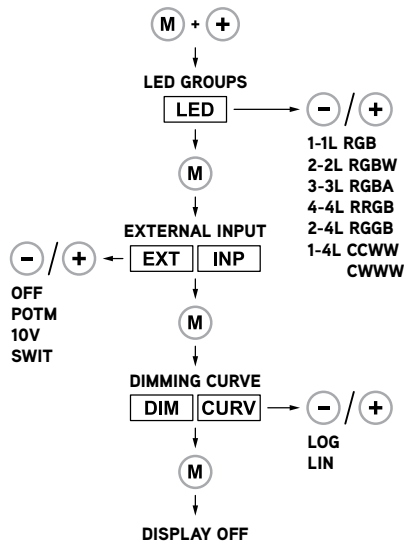 M + +
LED GROUPS
LED
− / +
1-1L RGB
2-2L RGBW
3-3L RGBA
4-4L RRGB
2-4L RGGB
1-4L CCWW
CWWW
M
EXTERNAL INPUT
− / +
EXT INP
OFF
POTM
10V
SWIT
M
DIMMING CURVE
DIM CURV
− / +
LOG
LIN
M
DISPLAY OFF